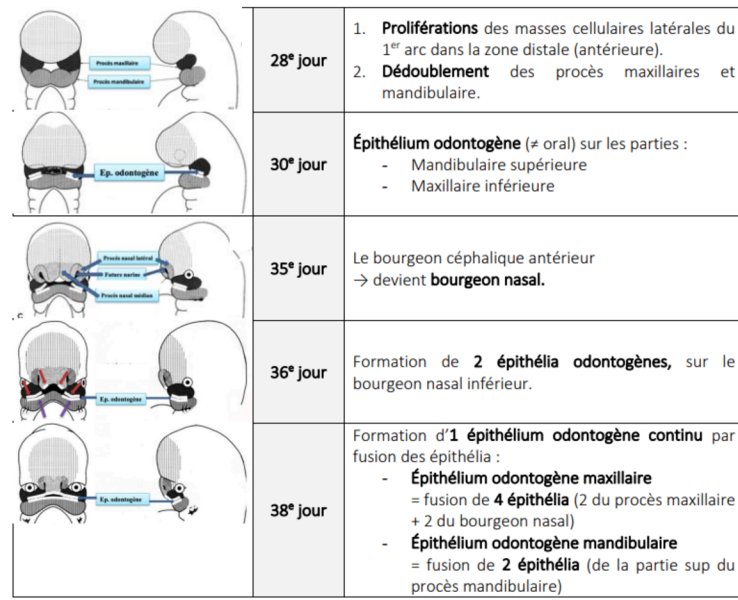 Procès maxillaire
Procès mandibulaire
28e jour
1. Proliférations des masses cellulaires latérales du
1er arc dans la zone distale (antérieure).
2. Dédoublement des procès maxillaires et
mandibulaire.
Ep. odontogène
30e jour
Épithélium odontogène (≠ oral) sur les parties :
- Mandibulaire supérieure
- Maxillaire inférieure
Procès nasal latéral
Future narine
Procès nasal médian
c
35e jour
Le bourgeon céphalique antérieur
→ devient bourgeon nasal.
Ep. odontogène
36e jour
Formation de 2 épithélia odontogènes, sur le
bourgeon nasal inférieur.
Ep. odontogène
38e jour
Formation d'1 épithélium odontogène continu par
fusion des épithélia :
- Épithélium odontogène maxillaire
= fusion de 4 épithélia (2 du procès maxillaire
+ 2 du bourgeon nasal)
- Épithélium odontogène mandibulaire
= fusion de 2 épithélia (de la partie sup du
procès mandibulaire)